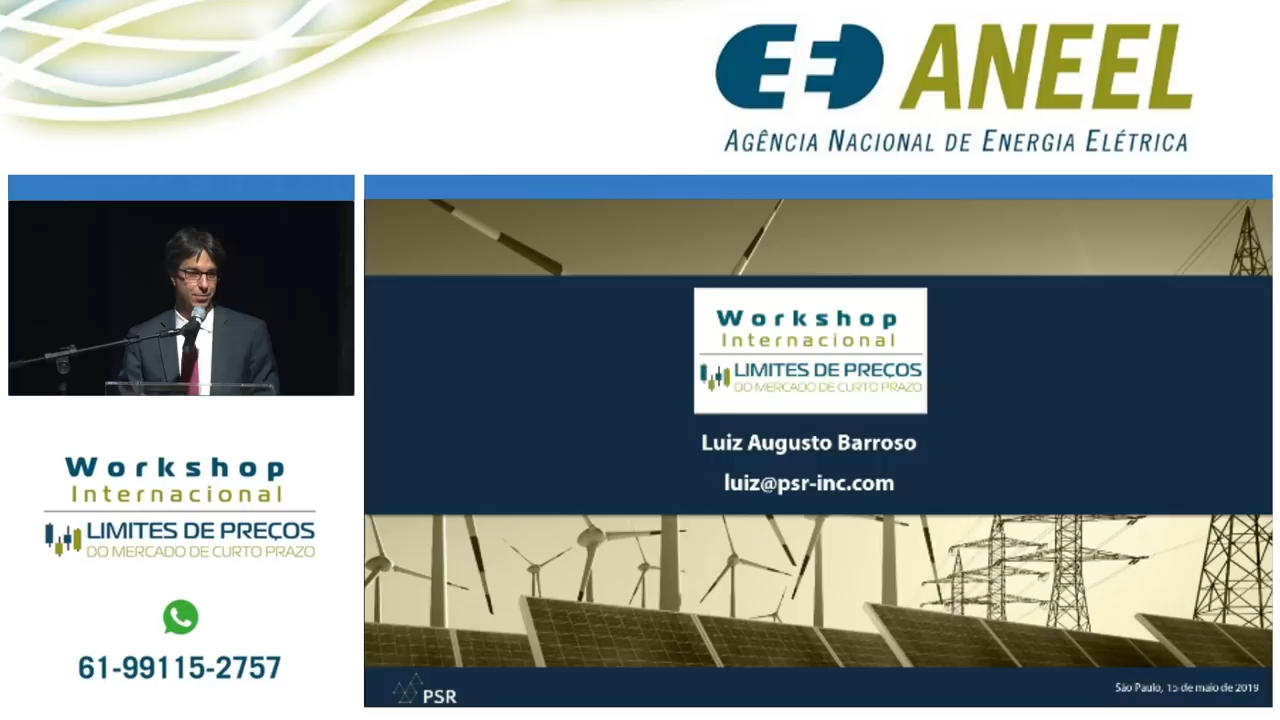 ANEEL
AGÊNCIA NACIONAL DE ENERGIA ELÉTRICA
Workshop
Internacional
LIMITES DE PREÇOS
DO MERCADO DE CURTO PRAZO
Luiz Augusto Barroso
luiz@psr-inc.com
Workshop
Internacional
LIMITES DE PREÇOS
DO MERCADO DE CURTO PRAZO
61-99115-2757
PSR
São Paulo, 15 de maio de 2019